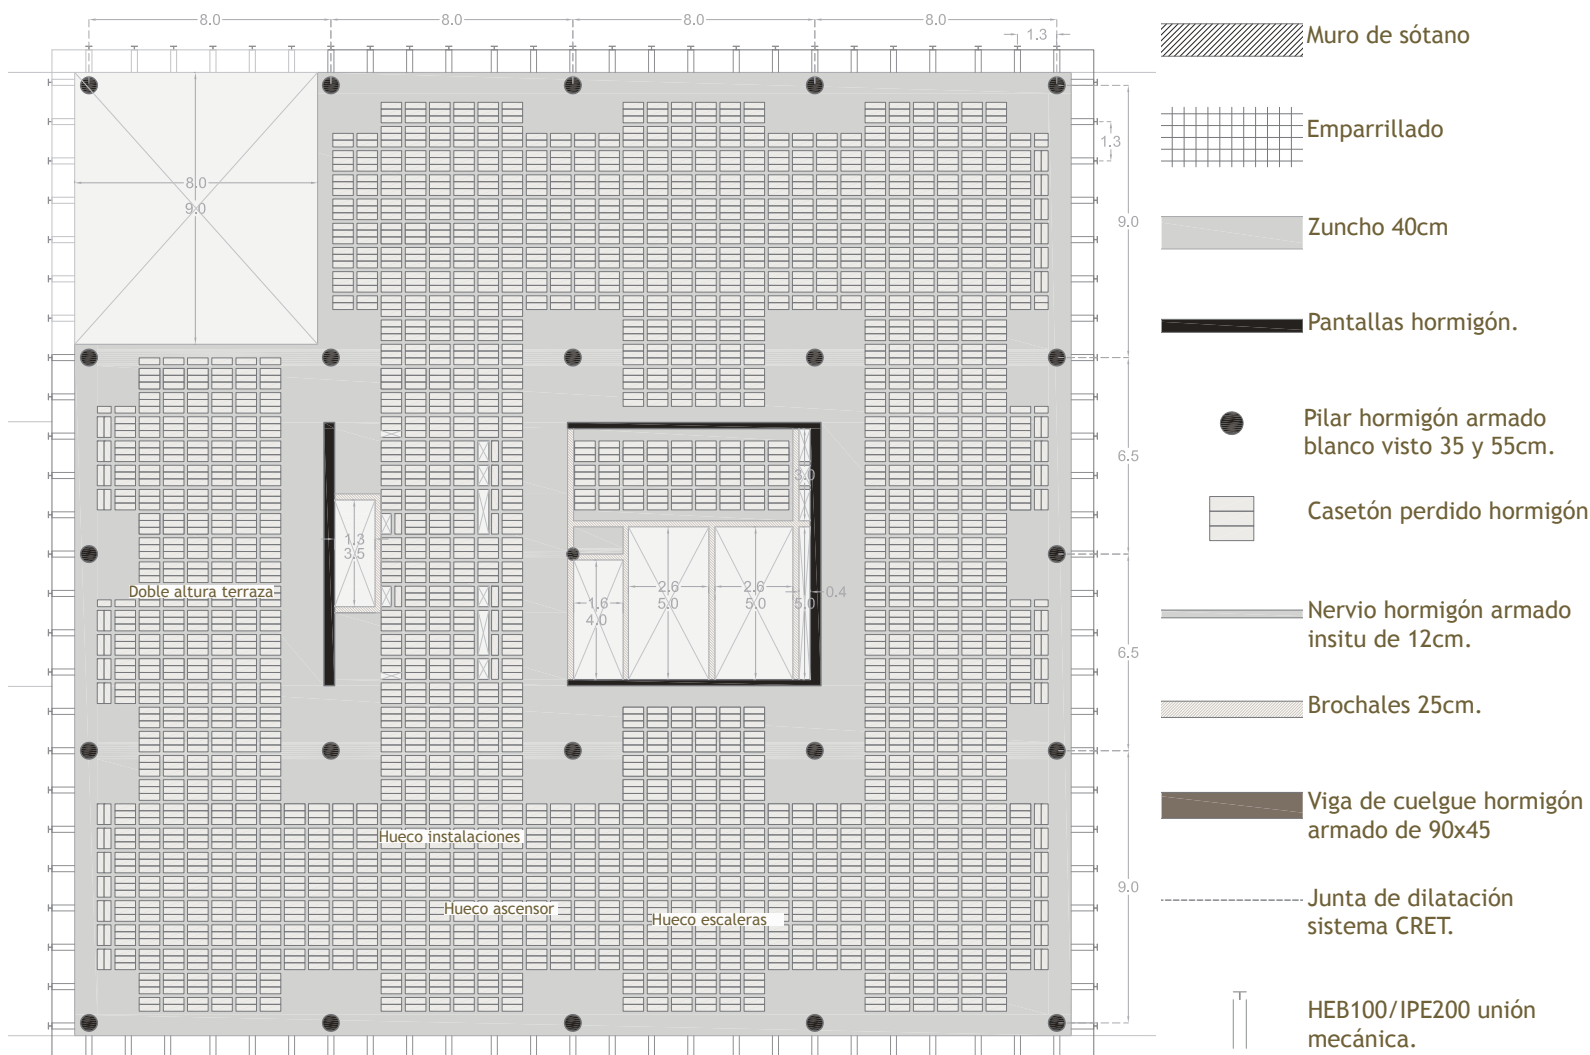 8.0
8.0
8.0
8.0
1.3
1.3
8.0
9.0
9.0
6.5
6.5
9.0
3.0
1.3
3.5
2.6
5.0
2.6
5.0
5.0
0.4
1.6
4.0
Doble altura terraza
Hueco instalaciones
Hueco ascensor
Hueco escaleras
Muro de sótano
Emparrillado
Zuncho 40cm
Pantallas hormigón.
Pilar hormigón armado
blanco visto 35 y 55cm.
Casetón perdido hormigón
Nervio hormigón armado
insitu de 12cm.
Brochales 25cm.
Viga de cuelgue hormigón
armado de 90x45
Junta de dilatación
sistema CRET.
HEB100/IPE200 unión
mecánica.